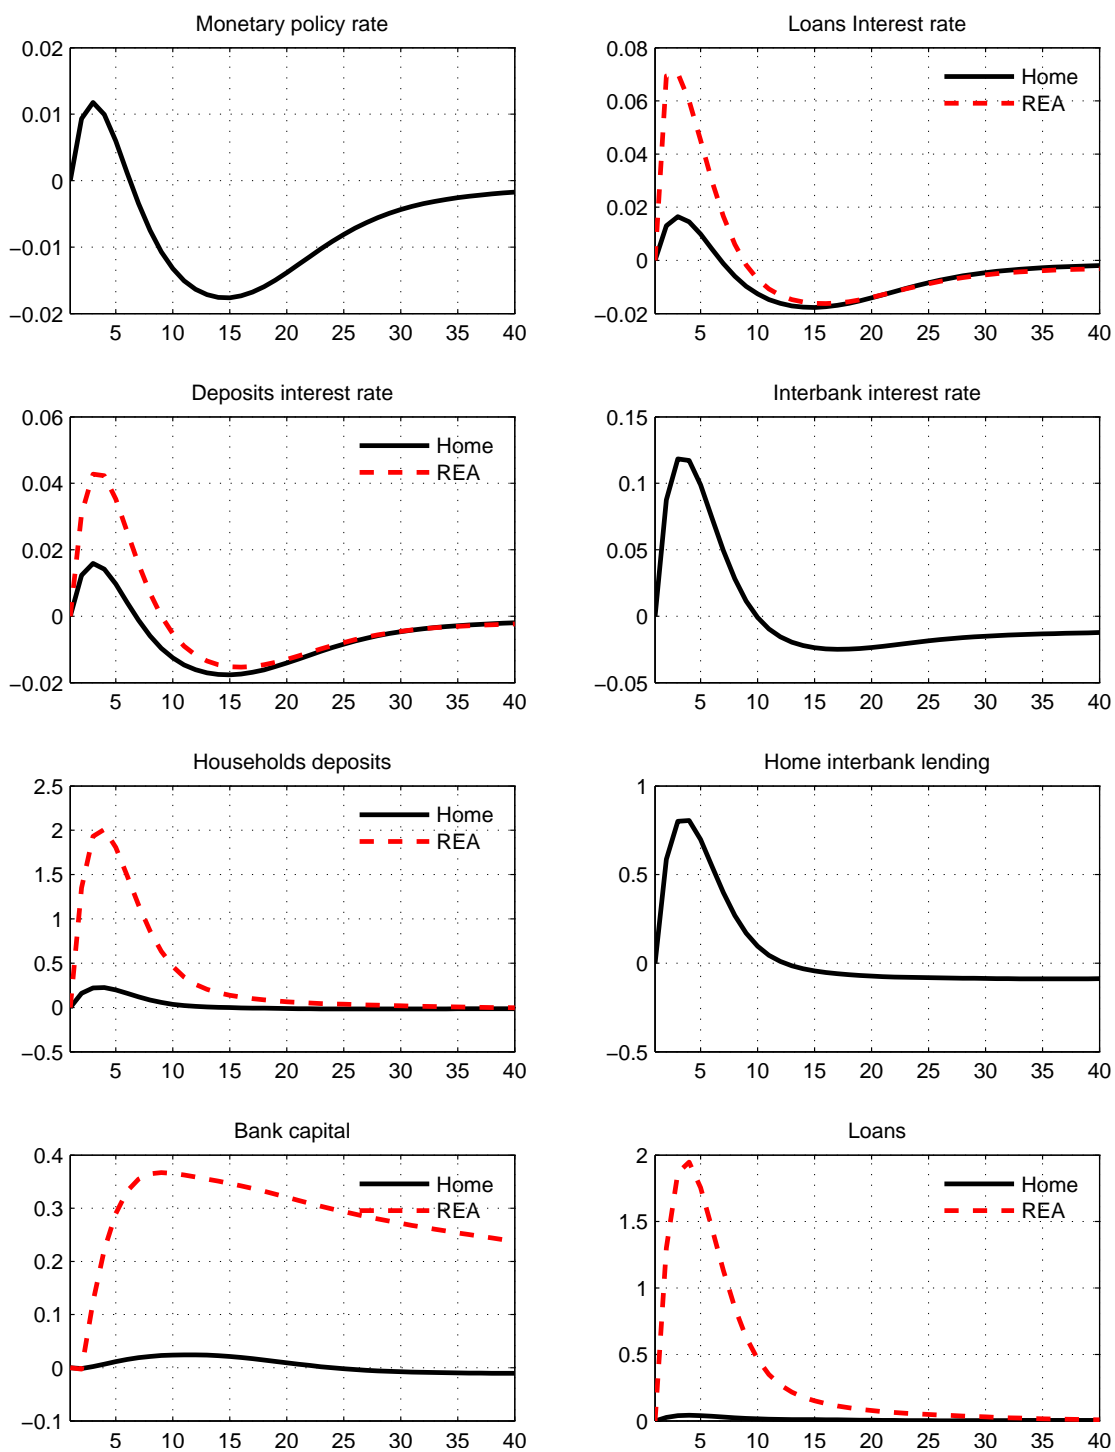 Monetary policy rate
0.02
0.01
0
−0.01
−0.02
5 10 15 20 25 30 35 40
Loans Interest rate
0.08
0.06
0.04
0.02
0
−0.02
Home
REA
5 10 15 20 25 30 35 40
Deposits interest rate
0.06
0.04
0.02
0
−0.02
Home
REA
5 10 15 20 25 30 35 40
Interbank interest rate
0.15
0.1
0.05
0
−0.05
5 10 15 20 25 30 35 40
Households deposits
2.5
2
1.5
1
0.5
0
−0.5
Home
REA
5 10 15 20 25 30 35 40
Home interbank lending
1
0.5
0
−0.5
5 10 15 20 25 30 35 40
Bank capital
0.4
0.3
0.2
0.1
0
−0.1
Home
REA
5 10 15 20 25 30 35 40
Loans
2
1.5
1
0.5
0
Home
REA
5 10 15 20 25 30 35 40